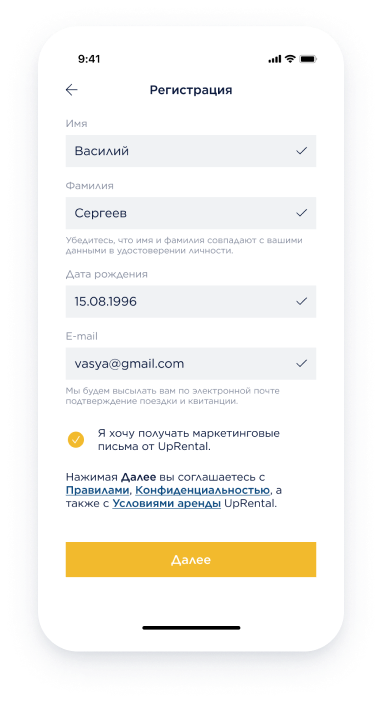 9:41
Регистрация
Имя
Василий
Фамилия
Сергеев
Убедитесь, что имя и фамилия совпадают с вашими
данными в удостоверении личности.
Дата рождения
15.08.1996
E-mail
vasya@gmail.com
Мы будем высылать вам по электронной почте
подтверждение поездки и квитанции.
Я хочу получать маркетинговые
письма от UpRental.
Нажимая Далее вы соглашаетесь с
Правилами, Конфиденциальностью, а
также с Условиями аренды UpRental.
Далее